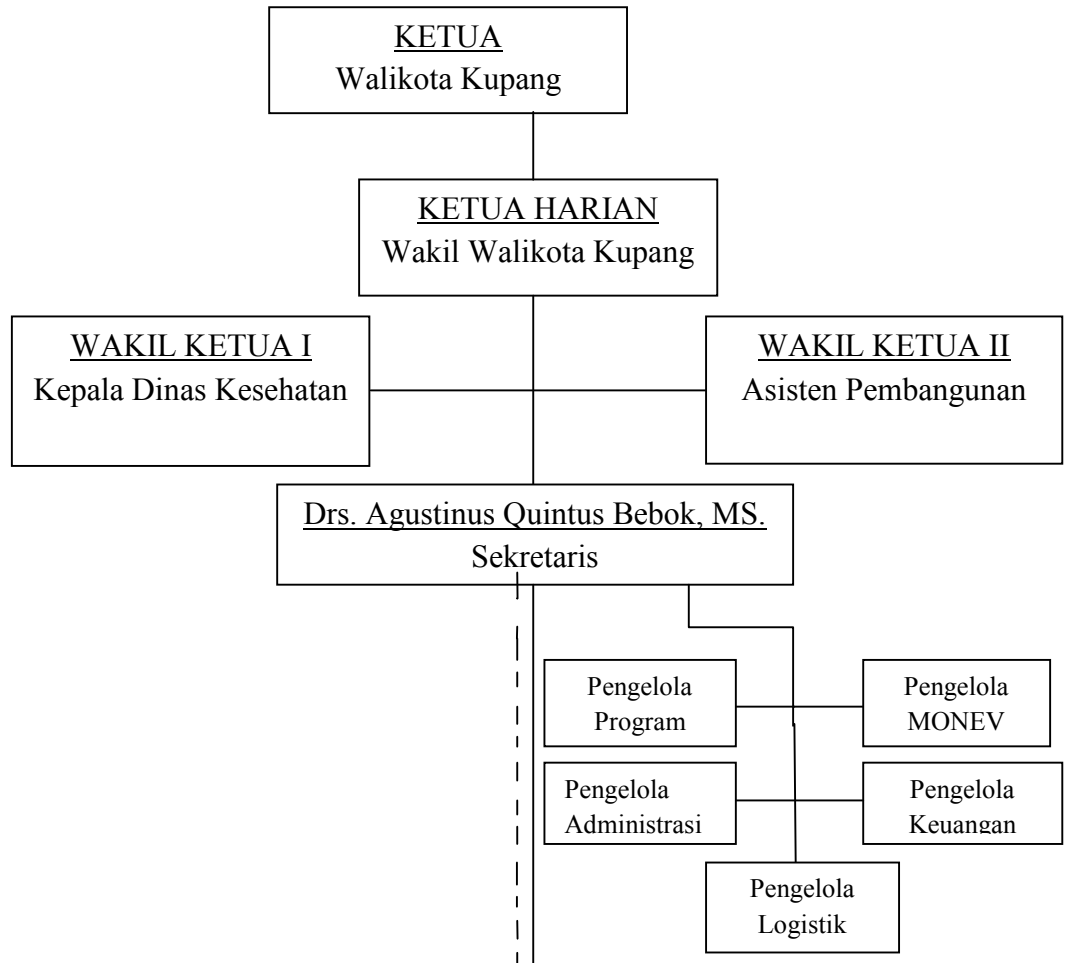 KETUA
Walikota Kupang
KETUA HARIAN
Wakil Walikota Kupang
WAKIL KETUA I
Kepala Dinas Kesehatan
WAKIL KETUA II
Asisten Pembangunan
Drs. Agustinus Quintus Bebok, MS.
Sekretaris
Pengelola
Program
Pengelola
MONEV
Pengelola
Administrasi
Pengelola
Keuangan
Pengelola
Logistik